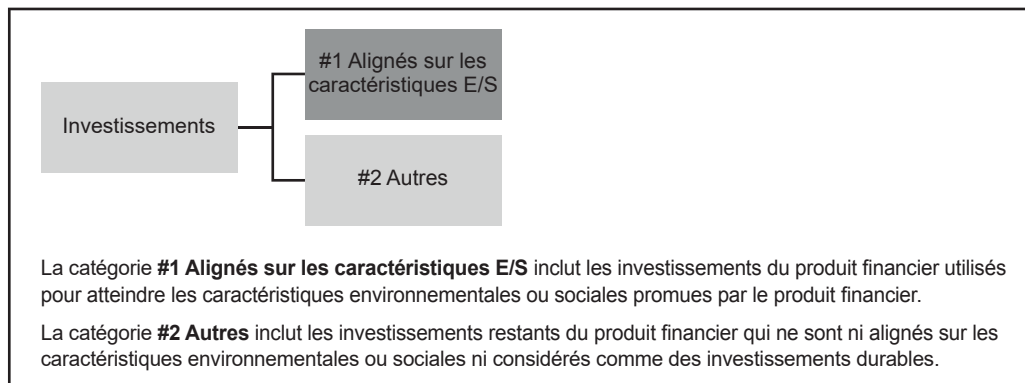 #1 Alignés sur les
caractéristiques E/S
Investissements
#2 Autres
La catégorie #1 Alignés sur les caractéristiques E/S inclut les investissements du produit financier utilisés
pour atteindre les caractéristiques environnementales ou sociales promues par le produit financier.
La catégorie #2 Autres inclut les investissements restants du produit financier qui ne sont ni alignés sur les
caractéristiques environnementales ou sociales ni considérés comme des investissements durables.